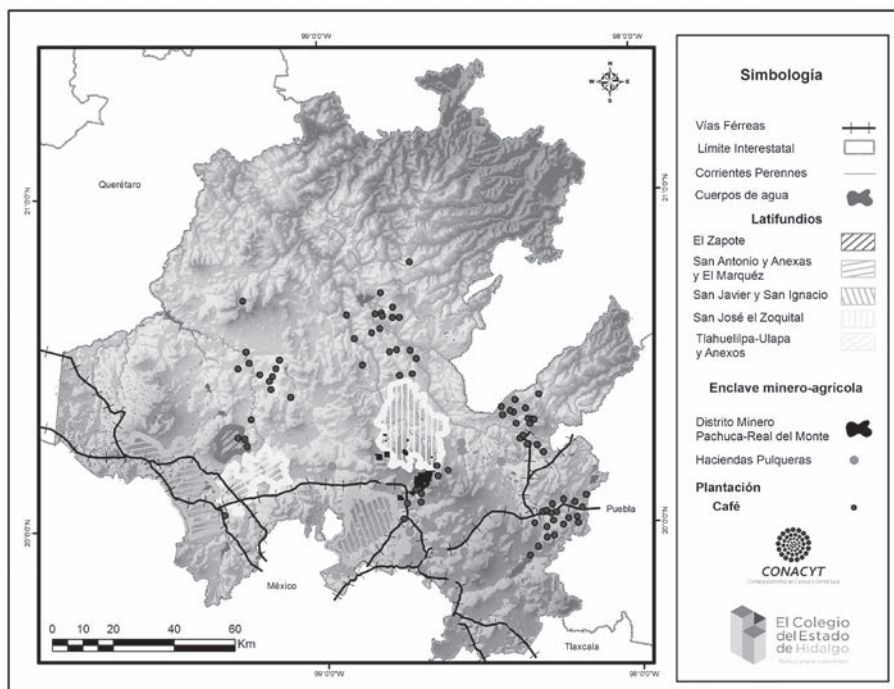 99°0'0"W
98°0'0"W
N
W E
S
Querétaro
21°0'0"N
21°0'0"N
20°0'0"N
20°0'0"N
Puebla
México
Tlaxcala
0 10 20 40 60
Km
99°0'0"W
98°0'0"W
Simbología
Vías Férreas
Límite Interestatal
Corrientes Perennes
Cuerpos de agua
Latifundios
El Zapote
San Antonio y Anexas
y El Marquéz
San Javier y San Ignacio
San José el Zoquital
Tlahuelilpa-Ulapa
y Anexos
Enclave minero-agrícola
Distrito Minero
Pachuca-Real del Monte
Haciendas Pulqueras
Plantación
Café
CONACYT
El Colegio
del Estado
de Hidalgo